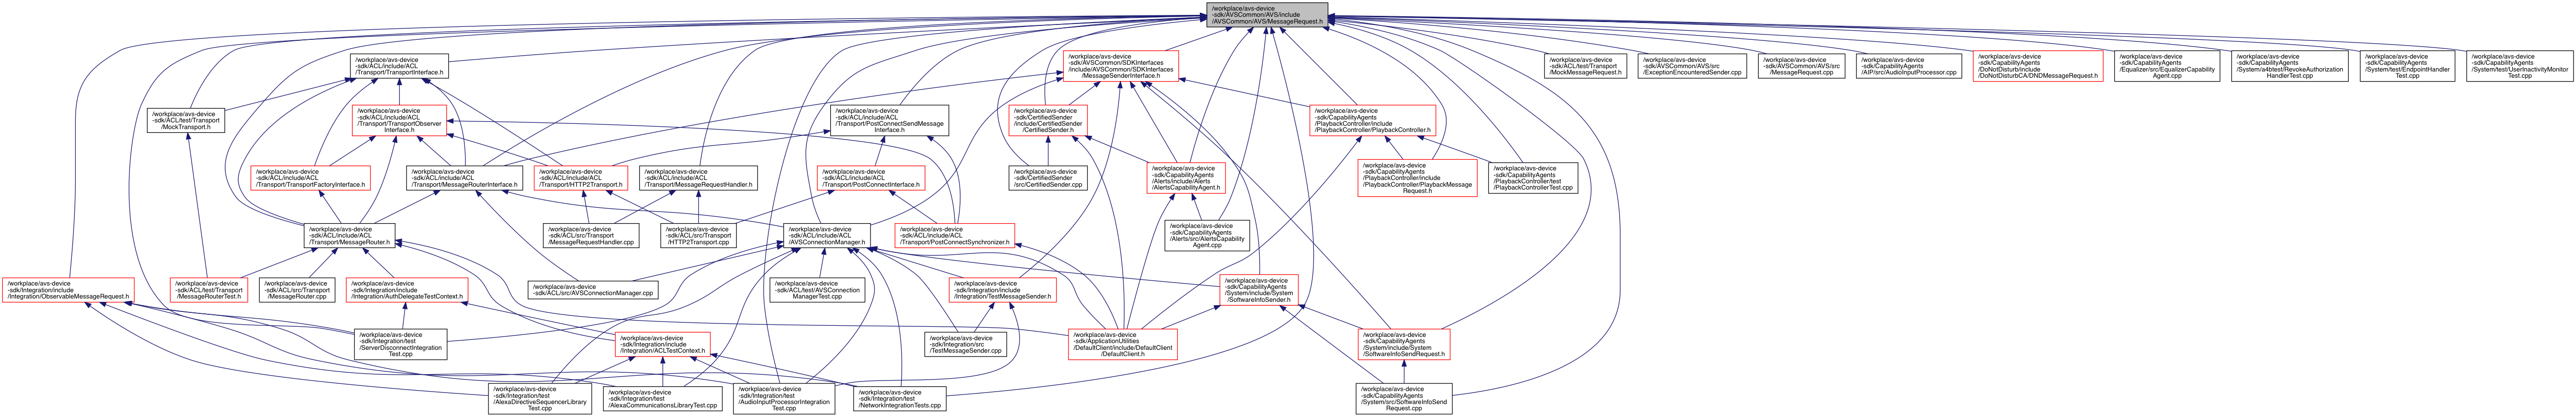 /workplace/avs-device
-sdk/AVSCommon/AVS/include
/AVSCommon/AVS/MessageRequest.h
/workplace/avs-device
-sdk/ACL/include/ACL
/Transport/TransportInterface.h
/workplace/avs-device
-sdk/AVSCommon/SDKInterfaces
/include/AVSCommon/SDKInterfaces
/MessageSenderInterface.h
/workplace/avs-device
-sdk/ACL/test/Transport
/MockMessageRequest.h
/workplace/avs-device
-sdk/AVSCommon/AVS/src
/ExceptionEncounteredSender.cpp
/workplace/avs-device
-sdk/AVSCommon/AVS/src
/MessageRequest.cpp
/workplace/avs-device
-sdk/CapabilityAgents
/AIP/src/AudioInputProcessor.cpp
/workplace/avs-device
-sdk/CapabilityAgents
/DoNotDisturb/include
/DoNotDisturbCA/DNDMessageRequest.h
/workplace/avs-device
-sdk/CapabilityAgents
/Equalizer/src/EqualizerCapability
Agent.cpp
/workplace/avs-device
-sdk/CapabilityAgents
/System/a4btest/RevokeAuthorization
HandlerTest.cpp
/workplace/avs-device
-sdk/CapabilityAgents
/System/test/EndpointHandler
Test.cpp
/workplace/avs-device
-sdk/CapabilityAgents
/System/test/UserInactivityMonitor
Test.cpp
/workplace/avs-device
-sdk/ACL/test/Transport
/MockTransport.h
/workplace/avs-device
-sdk/ACL/include/ACL
/Transport/TransportObserver
Interface.h
/workplace/avs-device
-sdk/ACL/include/ACL
/Transport/PostConnectSendMessage
Interface.h
/workplace/avs-device
-sdk/CertifiedSender
/include/CertifiedSender
/CertifiedSender.h
/workplace/avs-device
-sdk/CapabilityAgents
/PlaybackController/include
/PlaybackController/PlaybackController.h
/workplace/avs-device
-sdk/ACL/include/ACL
/Transport/TransportFactoryInterface.h
/workplace/avs-device
-sdk/ACL/include/ACL
/Transport/MessageRouterInterface.h
/workplace/avs-device
-sdk/ACL/include/ACL
/Transport/HTTP2Transport.h
/workplace/avs-device
-sdk/ACL/include/ACL
/Transport/MessageRequestHandler.h
/workplace/avs-device
-sdk/ACL/include/ACL
/Transport/PostConnectInterface.h
/workplace/avs-device
-sdk/CertifiedSender
/src/CertifiedSender.cpp
/workplace/avs-device
-sdk/CapabilityAgents
/Alerts/include/Alerts
/AlertsCapabilityAgent.h
/workplace/avs-device
-sdk/CapabilityAgents
/PlaybackController/include
/PlaybackController/PlaybackMessage
Request.h
/workplace/avs-device
-sdk/CapabilityAgents
/PlaybackController/test
/PlaybackControllerTest.cpp
/workplace/avs-device
-sdk/ACL/include/ACL
/Transport/MessageRouter.h
/workplace/avs-device
-sdk/ACL/src/Transport
/MessageRequestHandler.cpp
/workplace/avs-device
-sdk/ACL/src/Transport
/HTTP2Transport.cpp
/workplace/avs-device
-sdk/ACL/include/ACL
/AVSConnectionManager.h
/workplace/avs-device
-sdk/ACL/include/ACL
/Transport/PostConnectSynchronizer.h
/workplace/avs-device
-sdk/CapabilityAgents
/Alerts/src/AlertsCapability
Agent.cpp
/workplace/avs-device
-sdk/Integration/include
/Integration/ObservableMessageRequest.h
/workplace/avs-device
-sdk/ACL/test/Transport
/MessageRouterTest.h
/workplace/avs-device
-sdk/ACL/src/Transport
/MessageRouter.cpp
/workplace/avs-device
-sdk/Integration/include
/Integration/AuthDelegateTestContext.h
/workplace/avs-device
-sdk/ACL/src/AVSConnectionManager.cpp
/workplace/avs-device
-sdk/ACL/test/AVSConnection
ManagerTest.cpp
/workplace/avs-device
-sdk/Integration/include
/Integration/TestMessageSender.h
/workplace/avs-device
-sdk/CapabilityAgents
/System/include/System
/SoftwareInfoSender.h
/workplace/avs-device
-sdk/Integration/test
/ServerDisconnectIntegration
Test.cpp
/workplace/avs-device
-sdk/Integration/include
/Integration/ACLTestContext.h
/workplace/avs-device
-sdk/Integration/src
/TestMessageSender.cpp
/workplace/avs-device
-sdk/ApplicationUtilities
/DefaultClient/include/DefaultClient
/DefaultClient.h
/workplace/avs-device
-sdk/CapabilityAgents
/System/include/System
/SoftwareInfoSendRequest.h
/workplace/avs-device
-sdk/Integration/test
/AlexaDirectiveSequencerLibrary
Test.cpp
/workplace/avs-device
-sdk/Integration/test
/AlexaCommunicationsLibraryTest.cpp
/workplace/avs-device
-sdk/Integration/test
/AudioInputProcessorIntegration
Test.cpp
/workplace/avs-device
-sdk/Integration/test
/NetworkIntegrationTests.cpp
/workplace/avs-device
-sdk/CapabilityAgents
/System/src/SoftwareInfoSend
Request.cpp